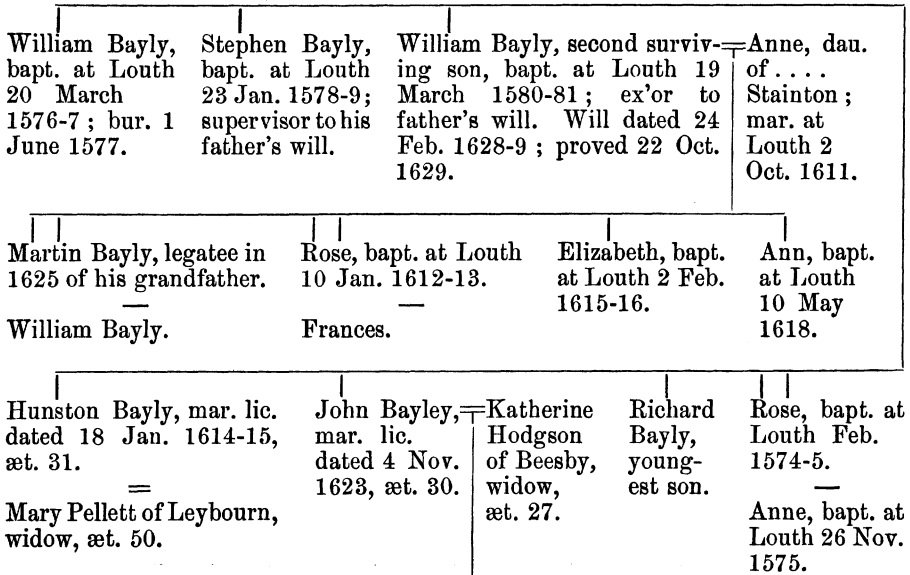 William Bayly,
bapt. at Louth
20 March
1576-7 ; bur. 1
June 1577.
Stephen Bayly,
bapt. at Louth
23 Jan. 1578-9;
supervisor to his
father's will.
William Bayly, second surviv-
ing son, bapt. at Louth 19
March 1580-81 ; ex'or to
father's will. Will dated 24
Feb. 1628-9 ; proved 22 Oct.
1629.
Anne, dau.
of . . . .
Stainton ;
mar. at
Louth 2
Oct. 1611.
Martin Bayly, legatee in
1625 of his grandfather.
—
William Bayly.
Rose, bapt. at Louth
10 Jan. 1612-13.
—
Frances.
Elizabeth, bapt.
at Louth 2 Feb.
1615-16.
Ann, bapt.
at Louth
10 May
1618.
Hunston Bayly, mar. lic.
dated 18 Jan. 1614-15,
æt. 31.
=
Mary Pellett of Leybourn,
widow, æt. 50.
John Bayley,
mar. lic.
dated 4 Nov.
1623, æt. 30.
Katherine
Hodgson
of Beesby,
widow,
æt. 27.
Richard
Bayly,
young-
est son.
Rose, bapt. at
Louth Feb.
1574-5.
—
Anne, bapt. at
Louth 26 Nov.
1575.